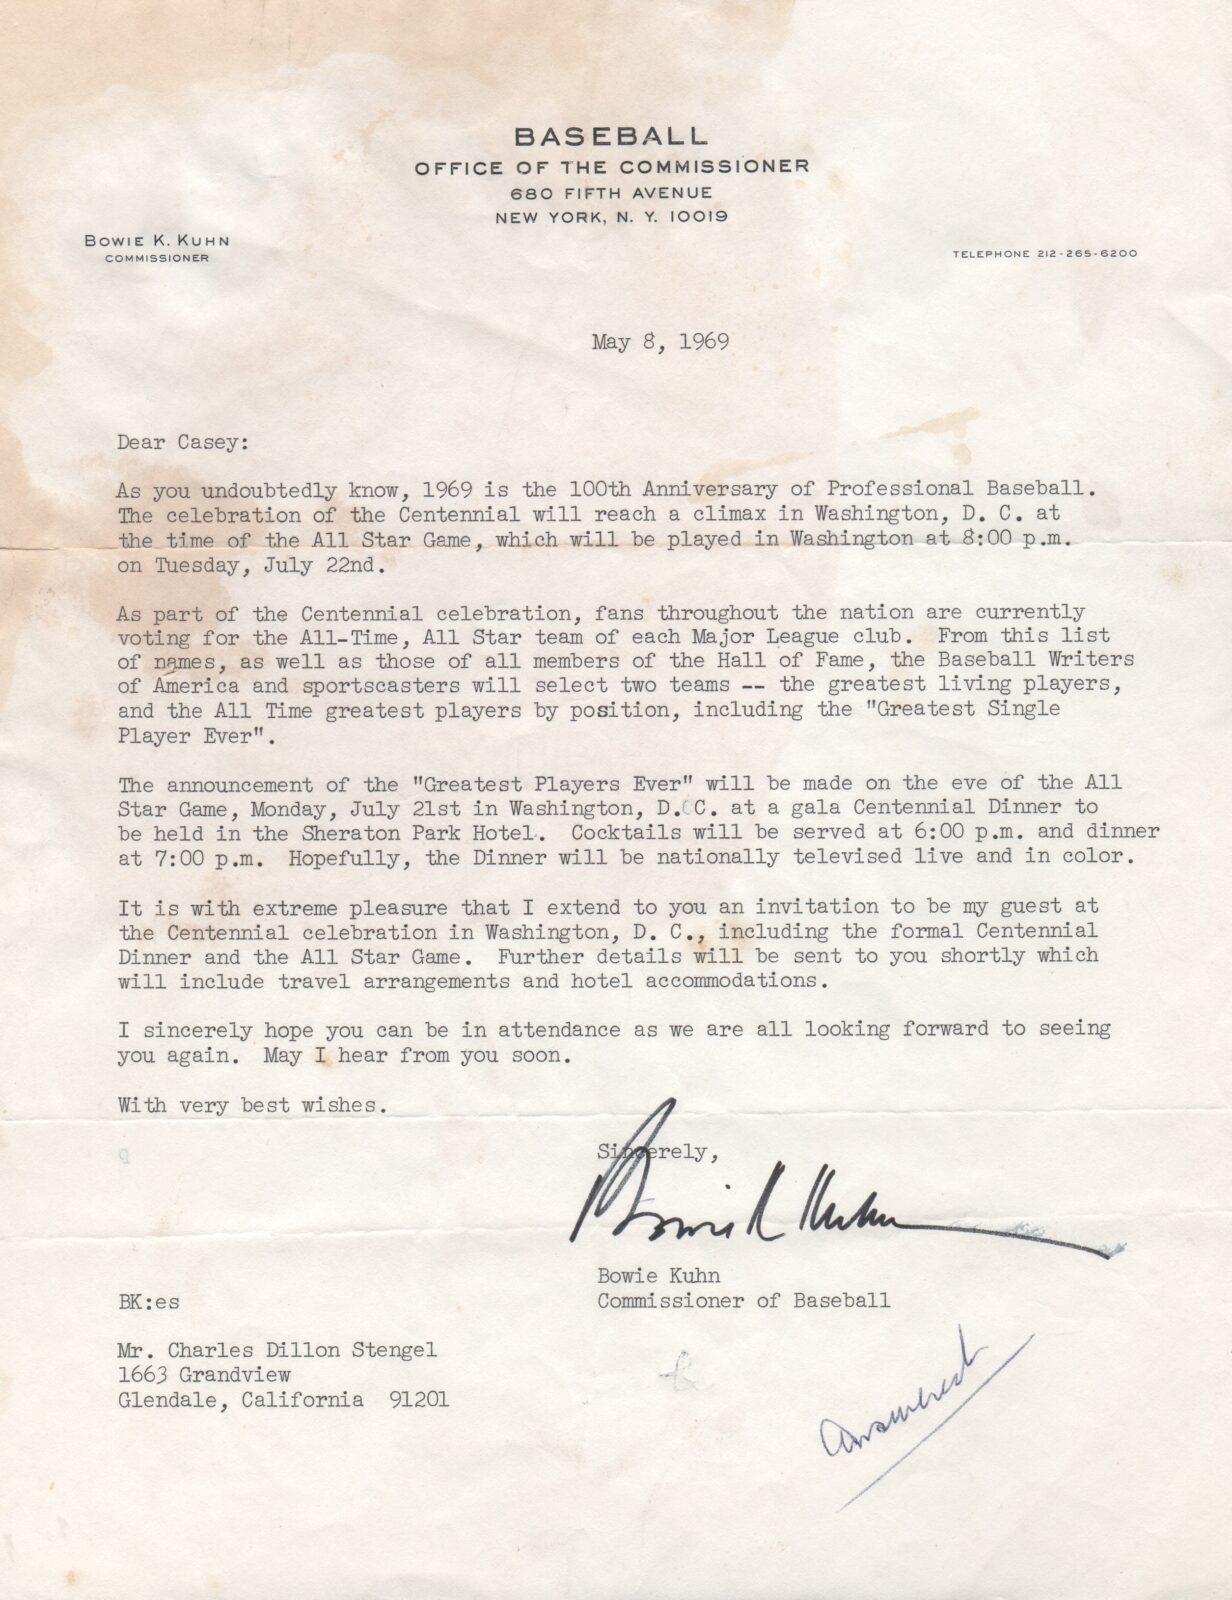 BASEBALL
OFFICE OF THE COMMISSIONER
680 FIFTH AVENUE
NEW YORK, N. Y. 10019
BOWIE K. KUHN
COMMISSIONER
TELEPHONE 212-265-6200
May 8, 1969
Dear Casey:
As you undoubtedly know, 1969 is the 100th Anniversary of Professional Baseball.
The celebration of the Centennial will reach a climax in Washington, D. C. at
the time of the All Star Game, which will be played in Washington at 8:00 p.m.
on Tuesday, July 22nd.
As part of the Centennial celebration, fans throughout the nation are currently
voting for the All-Time, All Star team of each Major League club. From this list
of names, as well as those of all members of the Hall of Fame, the Baseball Writers
of America and sportscasters will select two teams -- the greatest living players,
and the All Time greatest players by position, including the "Greatest Single
Player Ever".
The announcement of the "Greatest Players Ever" will be made on the eve of the All
Star Game, Monday, July 21st in Washington, D. C. at a gala Centennial Dinner to
be held in the Sheraton Park Hotel. Cocktails will be served at 6:00 p.m. and dinner
at 7:00 p.m. Hopefully, the Dinner will be nationally televised live and in color.
It is with extreme pleasure that I extend to you an invitation to be my guest at
the Centennial celebration in Washington, D. C., including the formal Centennial
Dinner and the All Star Game. Further details will be sent to you shortly which
will include travel arrangements and hotel accommodations.
I sincerely hope you can be in attendance as we are all looking forward to seeing
you again. May I hear from you soon.
With very best wishes.
Sincerely,
Bowie K Kuhn
Bowie Kuhn
Commissioner of Baseball
BK:es
Mr. Charles Dillon Stengel
1663 Grandview
Glendale, California 91201
Answered